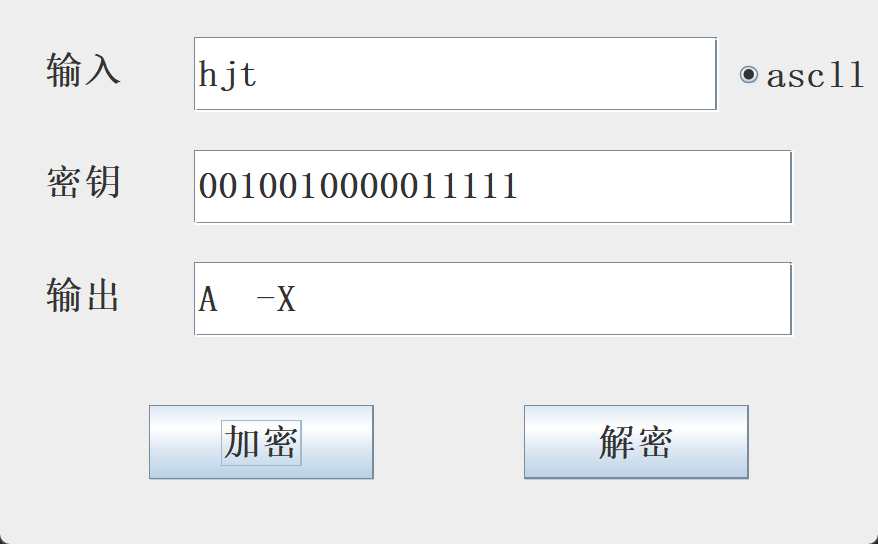 输入 hjt ascll
密钥 0010010000011111
输出 A  -X
加密 解密